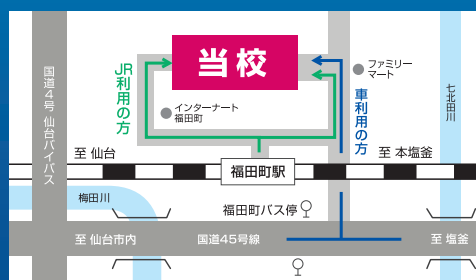 当校
JR利用の方
国道4号 仙台バイパス
インターナート
福田町
ファミリー
マート
車利用の方
七北田川
至 仙台
至 本塩釜
福田町駅
梅田川
福田町バス停
至 仙台市内
国道45号線
至 塩釜